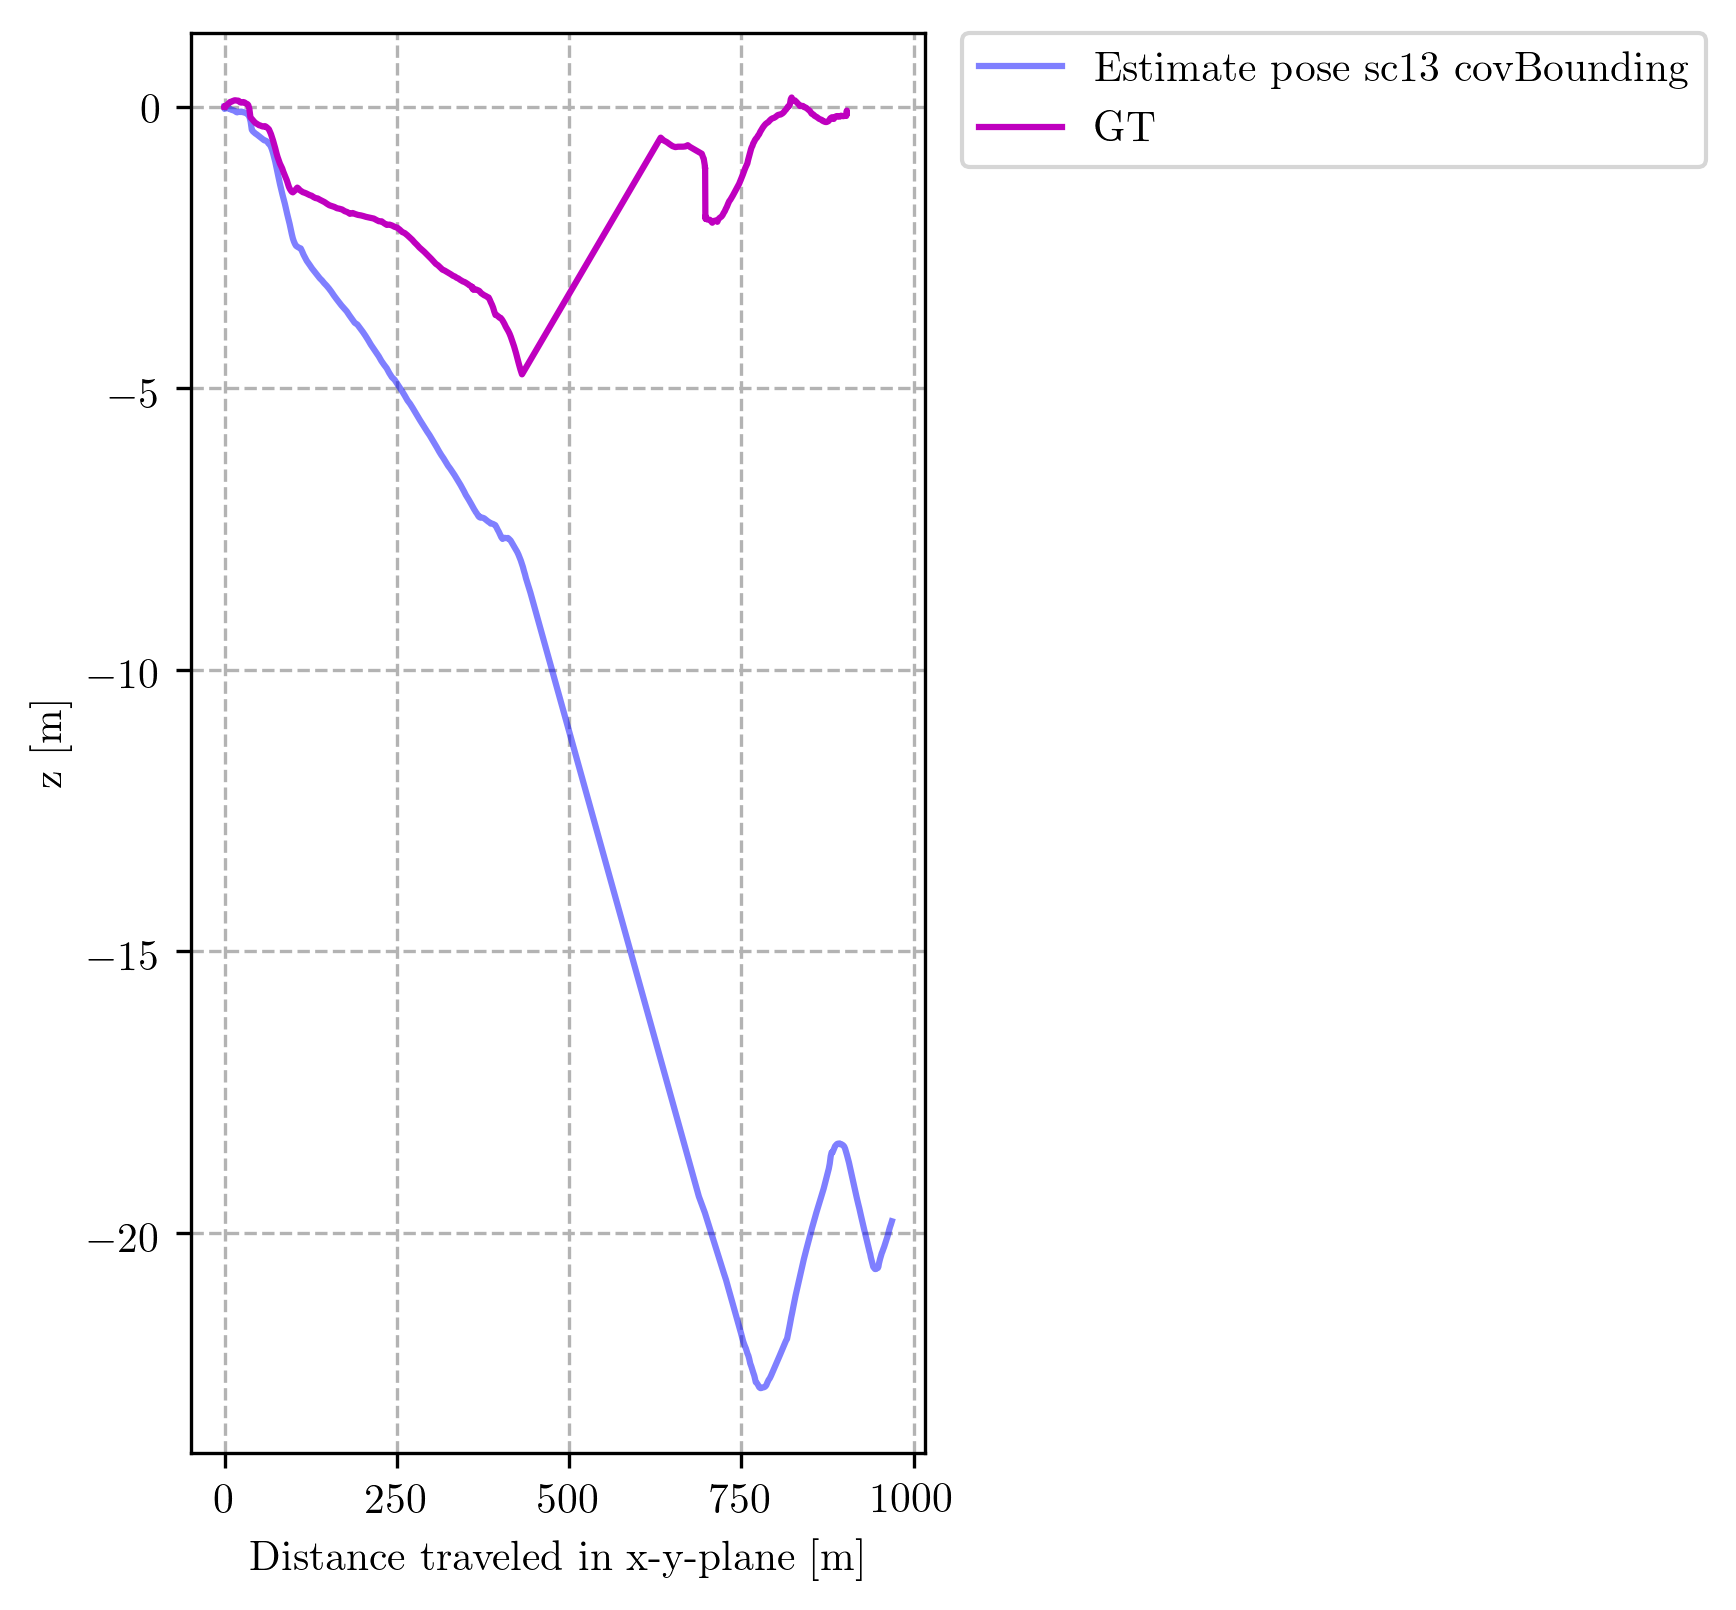 Estimate pose sc13 covBounding
GT
0
−5
−10
−15
−20
z [m]
0 250 500 750 1000
Distance traveled in x-y-plane [m]